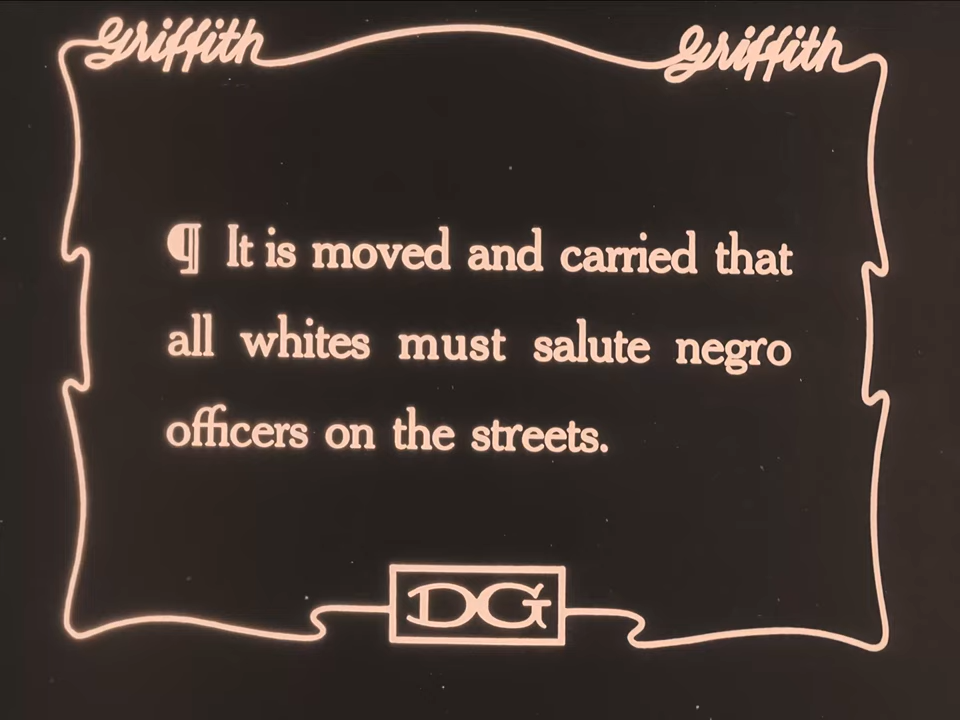 Griffith Griffith
¶ It is moved and carried that
all whites must salute negro
officers on the streets.
DG